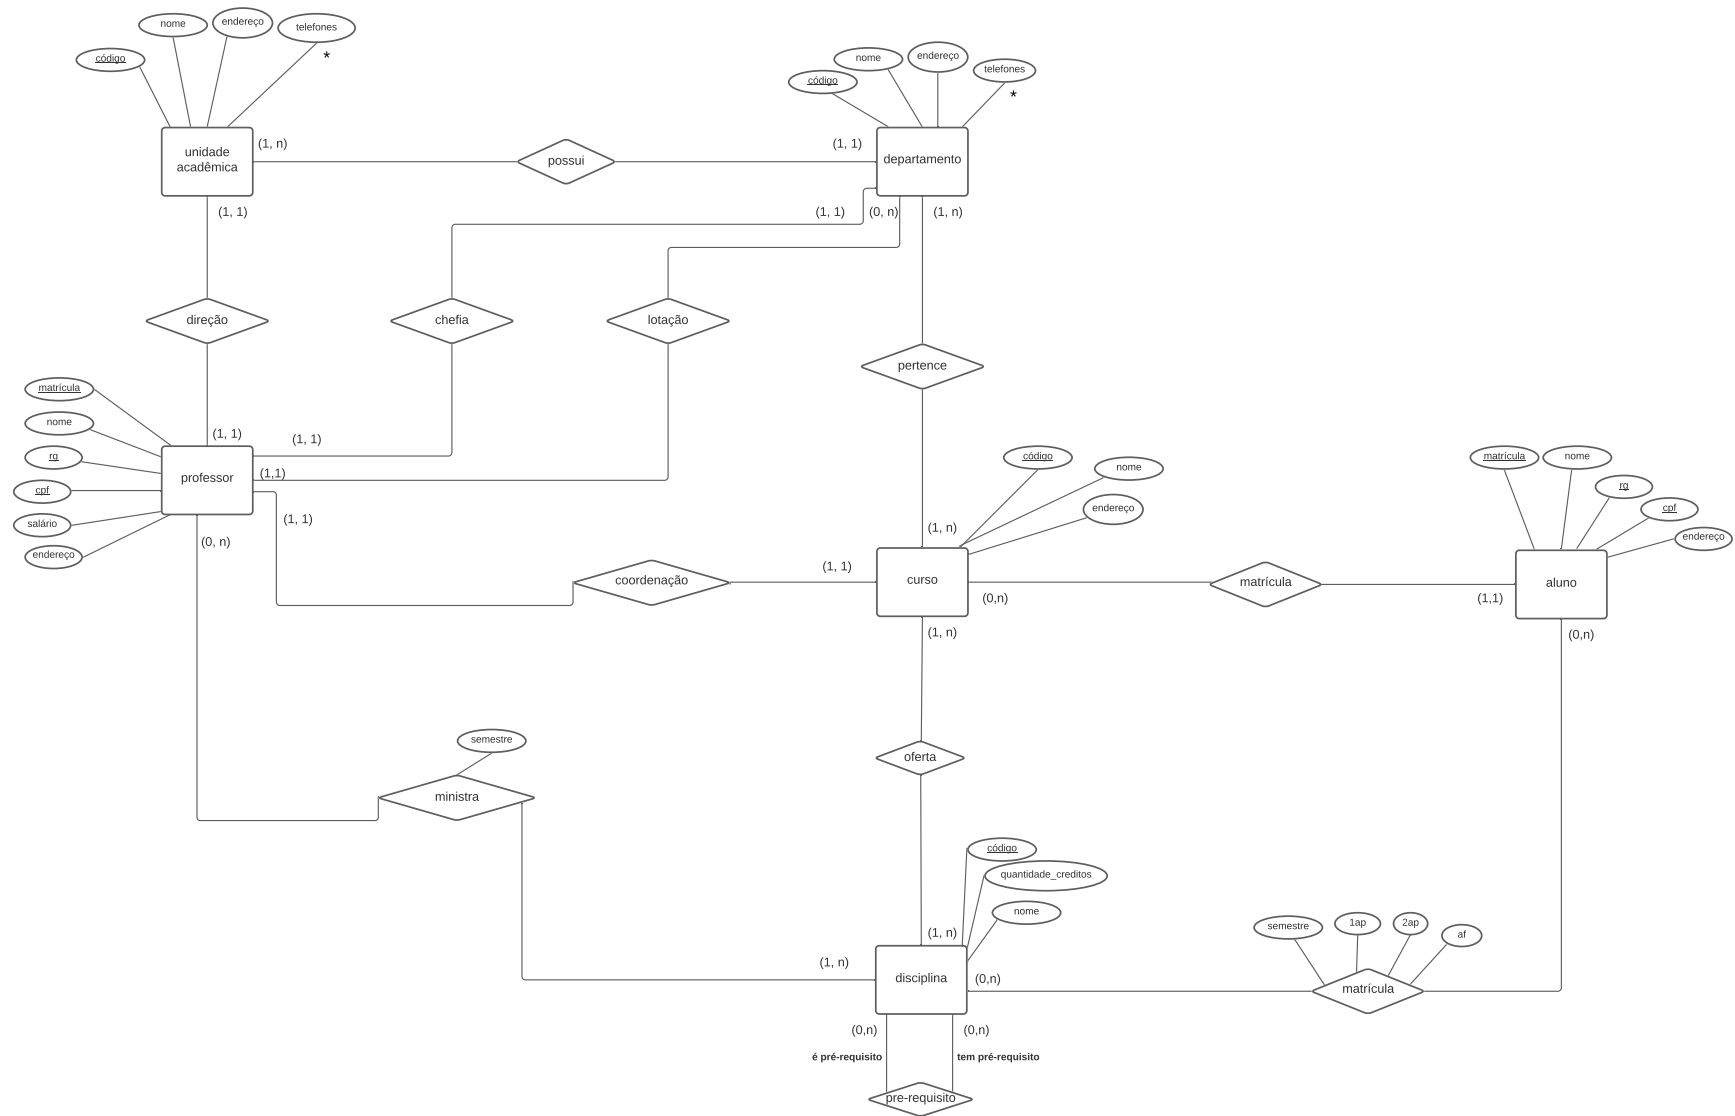 nome
endereço
telefones
*
código
nome
endereço
telefones
*
código
unidade
acadêmica
(1, n)
possui
(1, 1)
departamento
(1, 1)
(1, 1)
(0, n)
(1, n)
direção
chefia
lotação
pertence
matrícula
nome
rg
cpf
salário
endereço
professor
(1, 1)
(1, 1)
(1,1)
(1, 1)
(0, n)
código
nome
endereço
(1, n)
matrícula
nome
rg
cpf
endereço
coordenação
(1, 1)
curso
(0,n)
matrícula
(1,1)
aluno
(0,n)
(1, n)
semestre
ministra
oferta
código
quantidade_creditos
nome
(1, n)
(1, n)
disciplina
(0,n)
semestre
1ap
2ap
af
matrícula
(0,n)
(0,n)
é pré-requisito
tem pré-requisito
pre-requisito